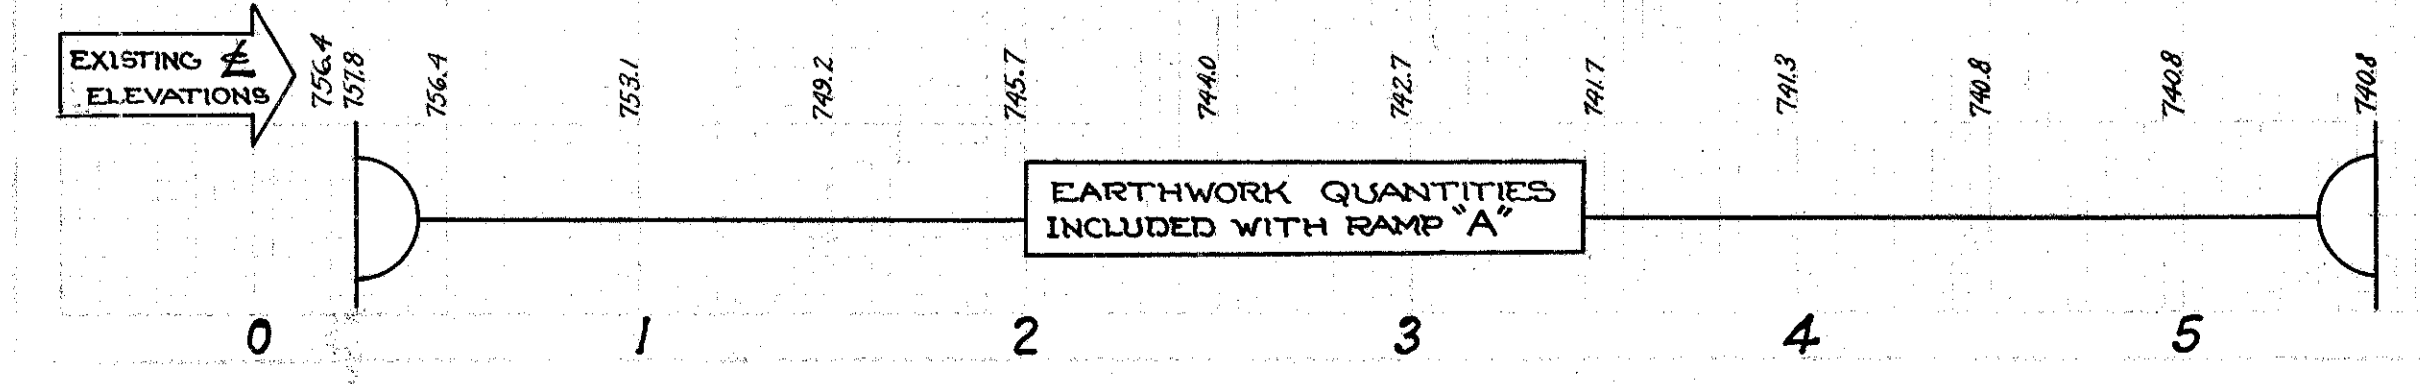 EXISTING ℄
ELEVATIONS
756.4
757.8
756.4
753.1
749.2
745.7
744.0
742.7
741.7
741.3
740.8
740.8
740.8
EARTHWORK QUANTITIES
INCLUDED WITH RAMP "A"
0 1 2 3 4 5